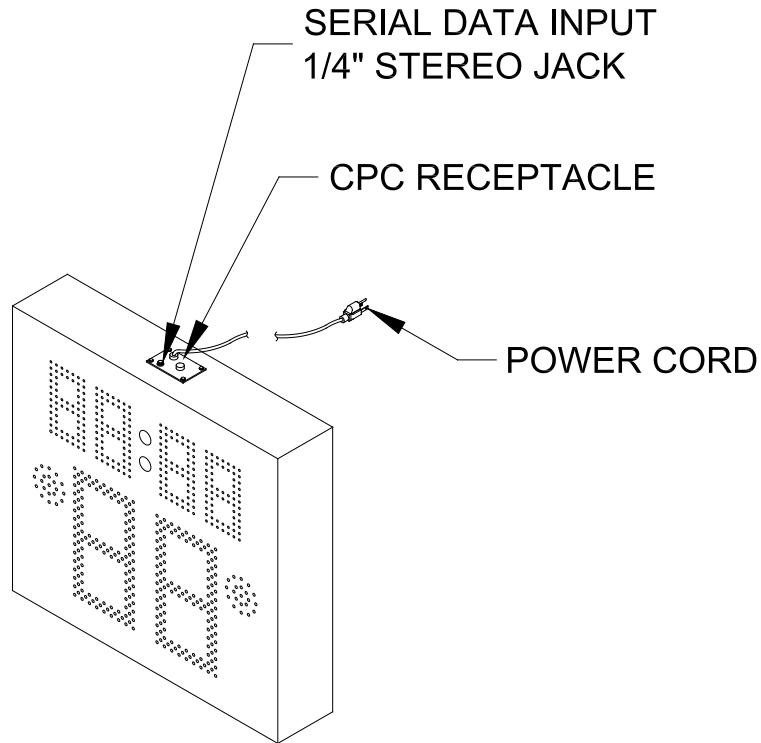 SERIAL DATA INPUT
1/4" STEREO JACK
CPC RECEPTACLE
POWER CORD